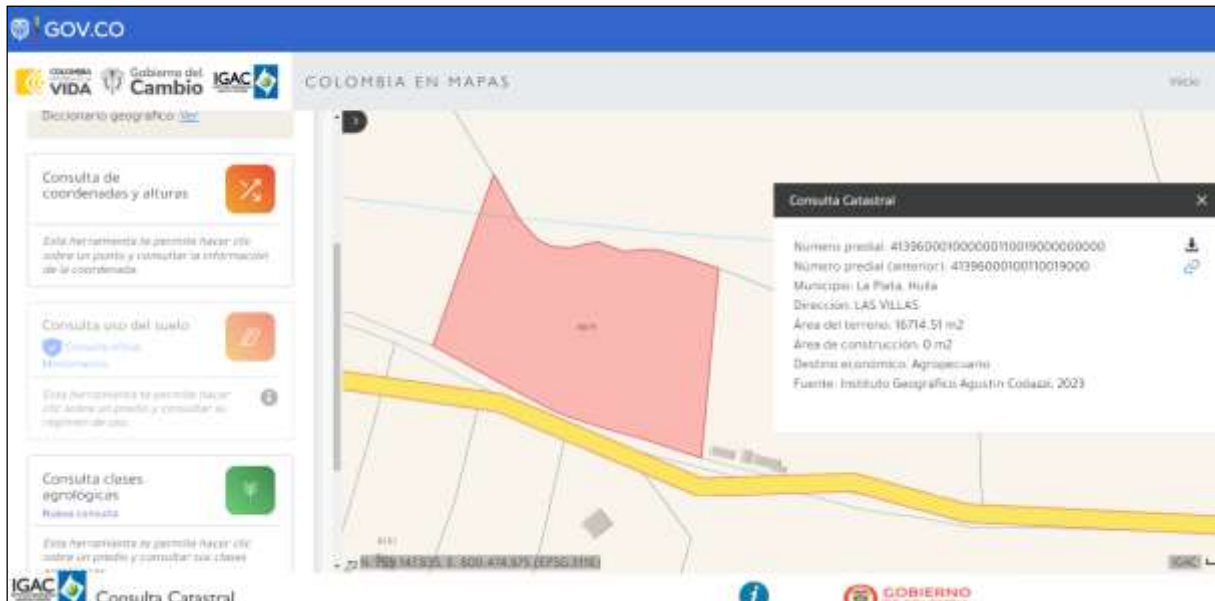 GOV.CO
COLOMBIA
VIDA
Gobierno del
Cambio
IGAC
COLOMBIA EN MAPAS
Inicio
Diccionario geográfico: Ver
Consulta de
coordenadas y alturas
Esta herramienta te permite hacer clic
sobre un punto y consultar la información
de la coordenada.
Consulta uso del suelo
Esta herramienta te permite hacer
clic sobre un predio y consultar su
régimen de uso.
Consulta clases
agrológicas
Nueva consulta
Esta herramienta te permite hacer clic
sobre un predio y consultar sus clases
Consulta Catastral
Número predial: 413960001000000110019000000000
Número predial (anterior): 41396000100110019000
Municipio: La Plata, Huila
Dirección: LAS VILLAS
Área del terreno: 16714.51 m2
Área de construcción: 0 m2
Destino económico: Agropecuario
Fuente: Instituto Geográfico Agustín Codazzi, 2023
IGAC
IGAC
Consulta Catastral
GOBIERNO